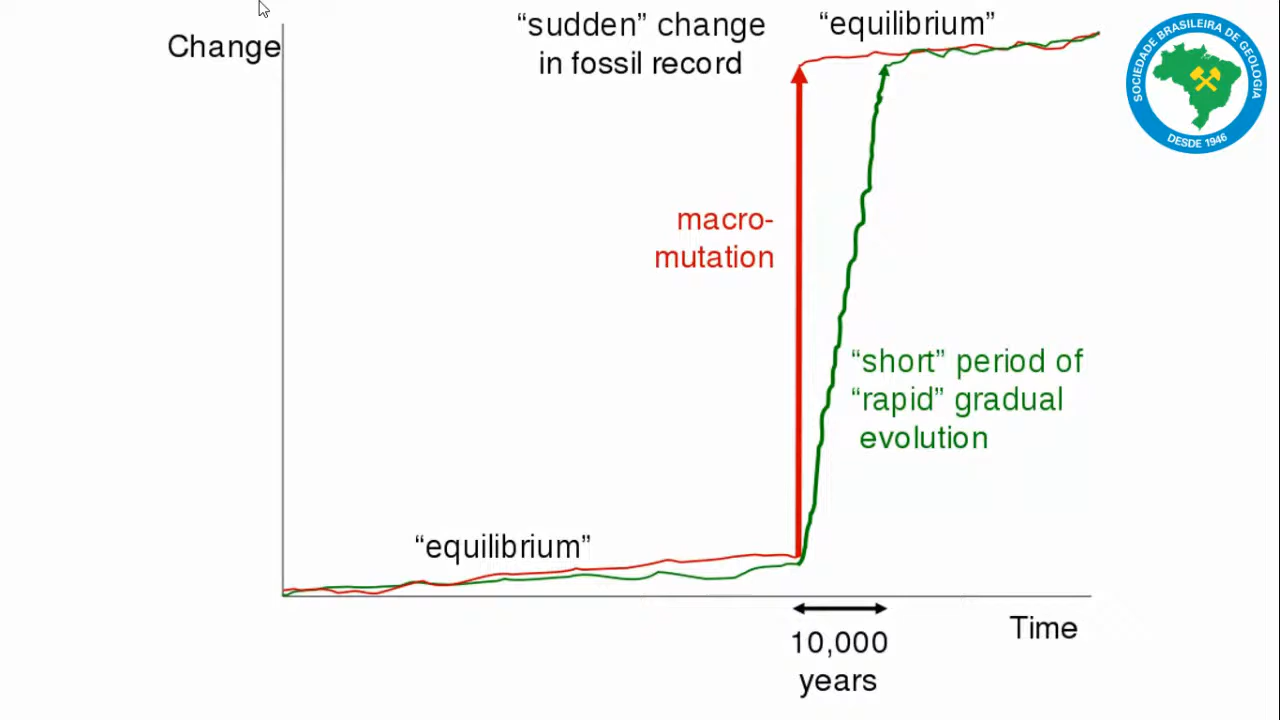 Change
“sudden” change
in fossil record
“equilibrium”
SOCIEDADE BRASILEIRA DE GEOLOGIA
DESDE 1946
macro-
mutation
“short” period of
“rapid” gradual
evolution
“equilibrium”
Time
10,000
years